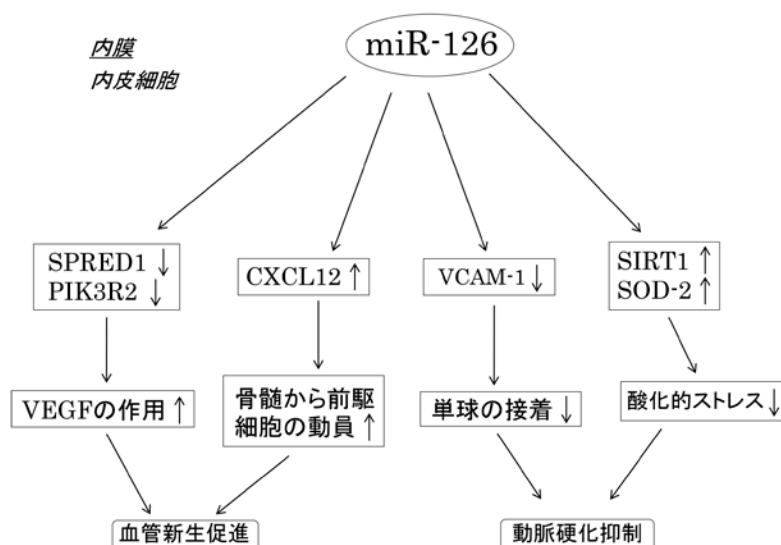 miR-126
内膜
内皮細胞
SPRED1↓
PIK3R2↓
CXCL12↑
VCAM-1↓
SIRT1↑
SOD-2↑
VEGFの作用↑
骨髄から前駆
細胞の動員↑
単球の接着↓
酸化的ストレス↓
血管新生促進
動脈硬化抑制